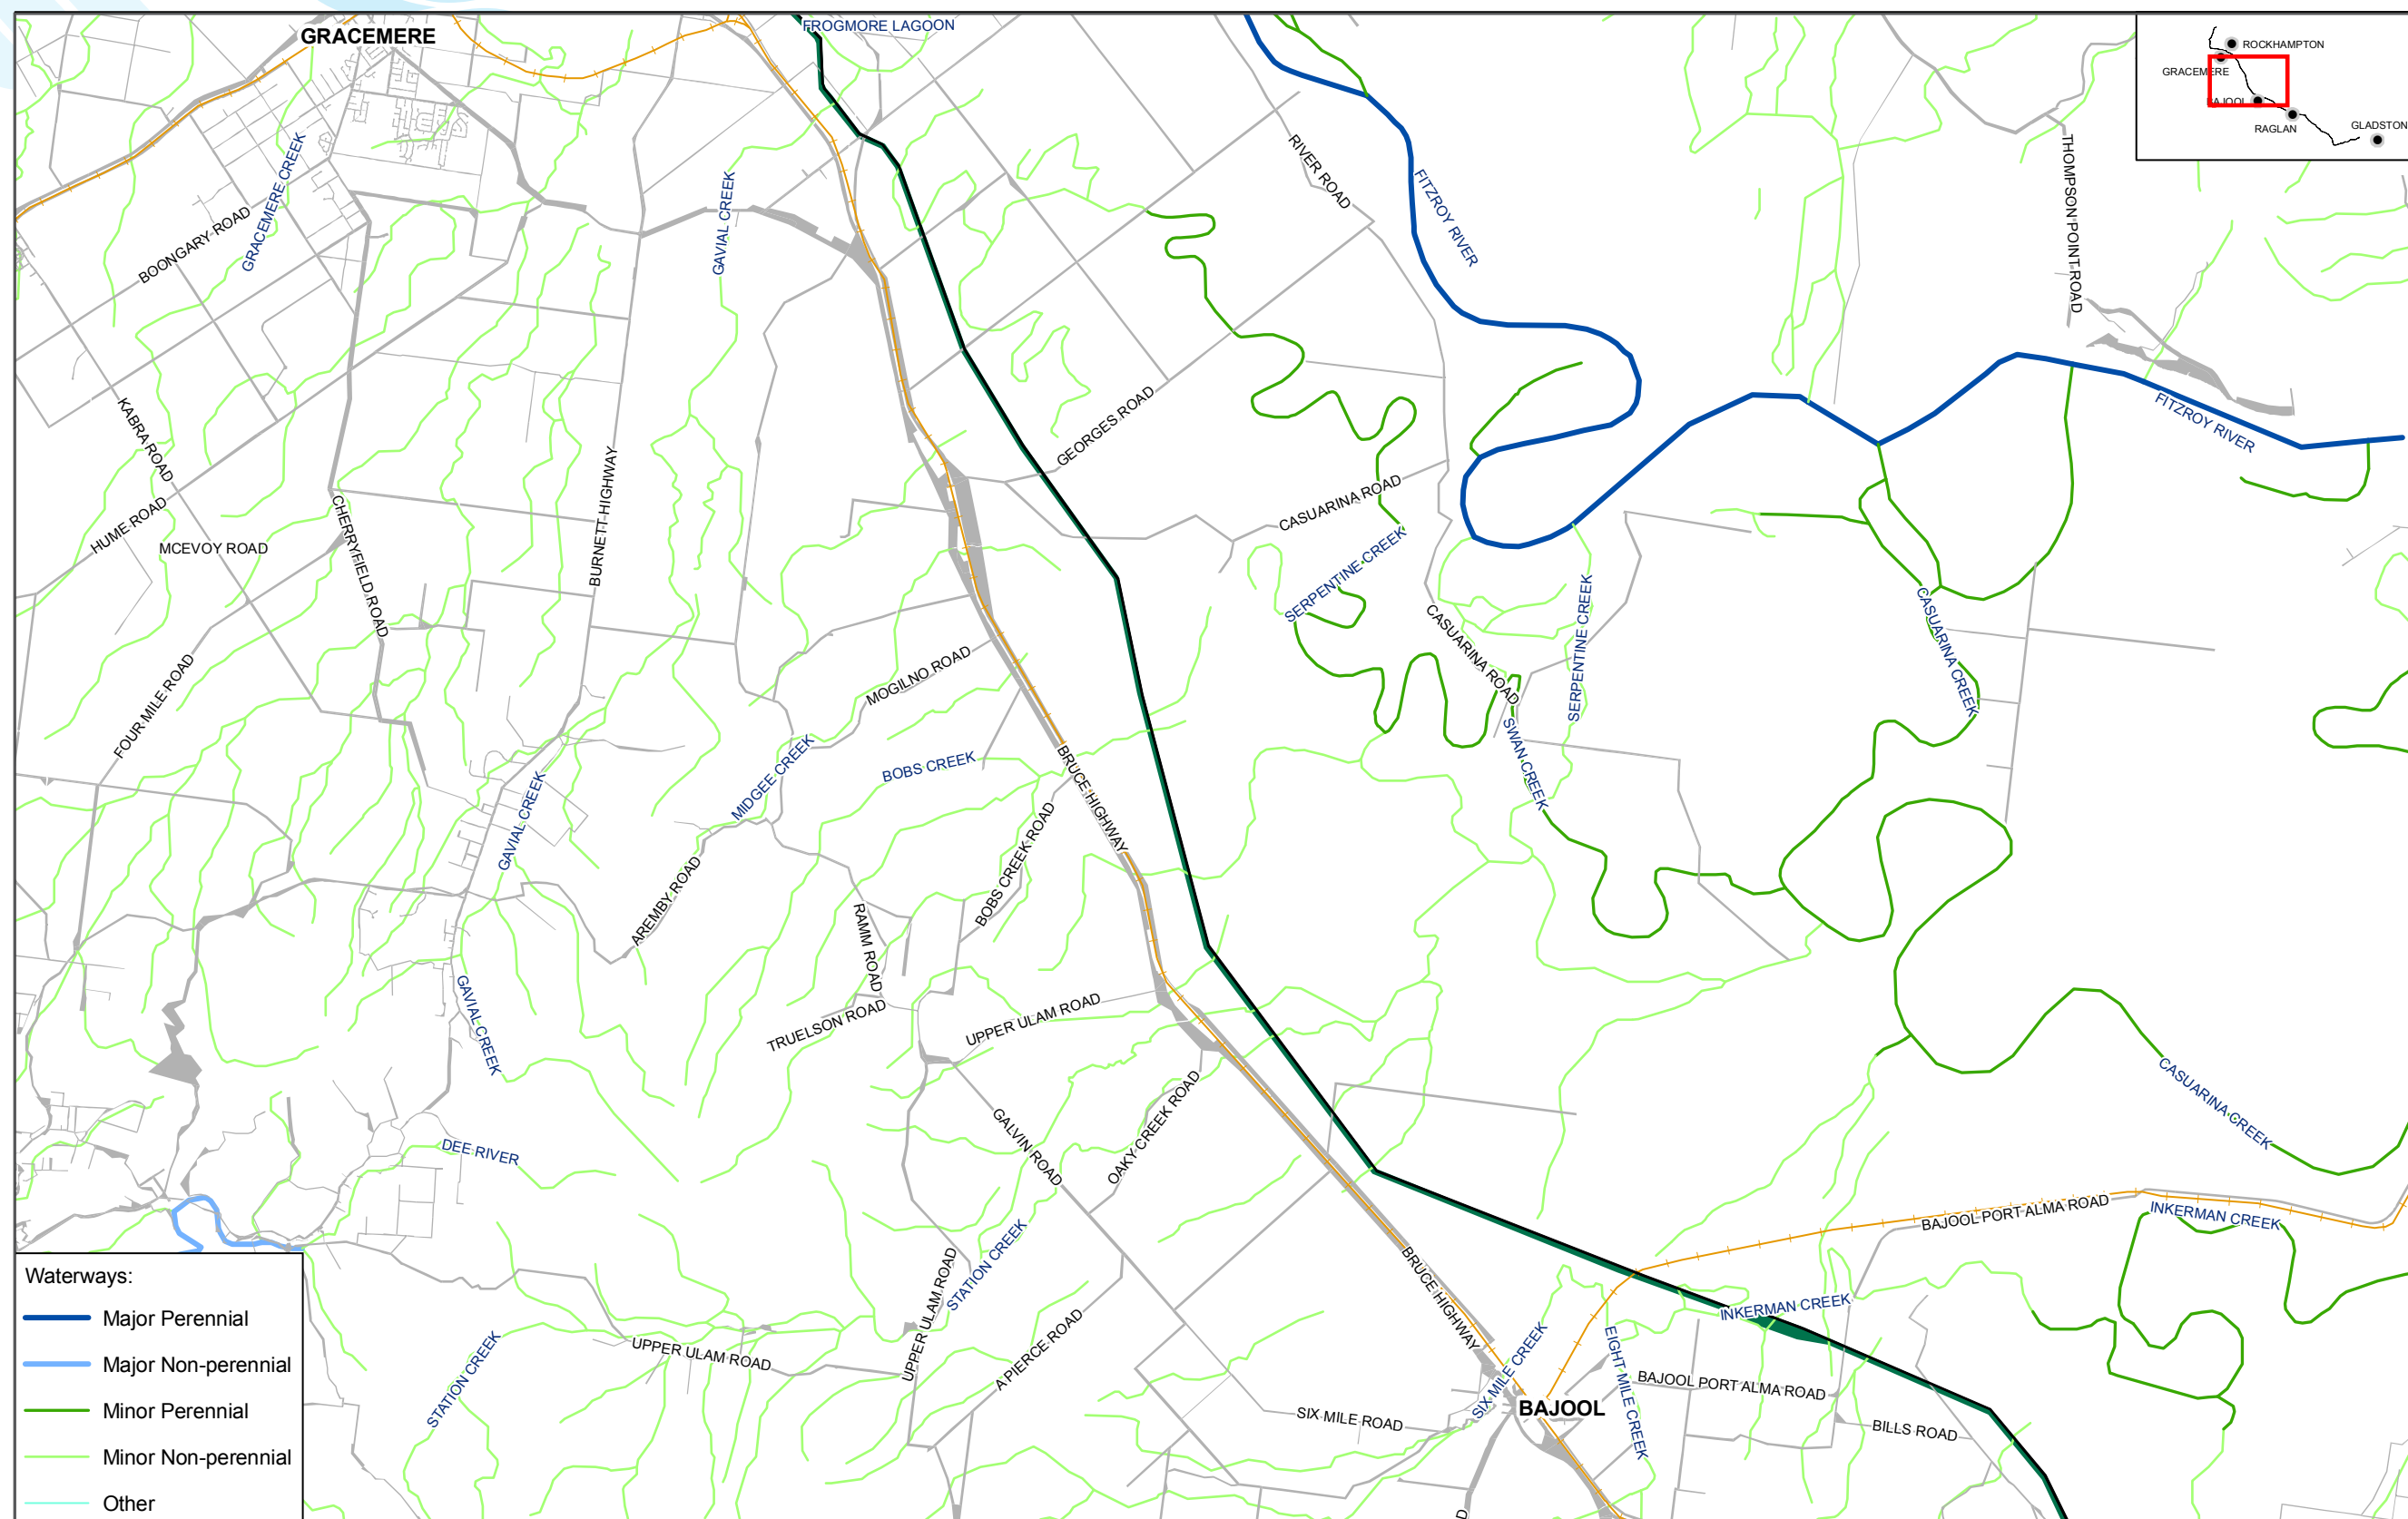 FROGMORE LAGOON
GRACEMERE
ROCKHAMPTON
GRACEMERE
BAJOOL
RAGLAN
GLADSTON
RIVER ROAD
THOMPSON POINT ROAD
GRACEMERE CREEK
GAVIAL CREEK
FITZROY RIVER
BOONGARY ROAD
KABRA ROAD
GEORGES ROAD
FITZROY RIVER
BURNETT HIGHWAY
CASUARINA ROAD
HUME ROAD
MCEVOY ROAD
CHERRYFIELD ROAD
SERPENTINE CREEK
SERPENTINE CREEK
CASUARINA CREEK
CASUARINA ROAD
MOGILNO ROAD
FOUR MILE ROAD
SWAN CREEK
MIDGEE CREEK
BOBS CREEK
BRUCE HIGHWAY
GAVIAL CREEK
BOBS CREEK ROAD
AREMBY ROAD
RAMM ROAD
GAVIAL CREEK
TRUELSON ROAD
UPPER ULAM ROAD
CASUARINA CREEK
GALVIN ROAD
OAKY CREEK ROAD
DEE RIVER
BAJOOL PORT ALMA ROAD
INKERMAN CREEK
STATION CREEK
UPPER ULAM ROAD
BRUCE HIGHWAY
INKERMAN CREEK
A PIERCE ROAD
UPPER ULAM ROAD
STATION CREEK
SIX MILE CREEK
EIGHT MILE CREEK
BAJOOL PORT ALMA ROAD
BAJOOL
SIX MILE ROAD
BILLS ROAD
D
Waterways:
Major Perennial
Major Non-perennial
Minor Perennial
Minor Non-perennial
Other